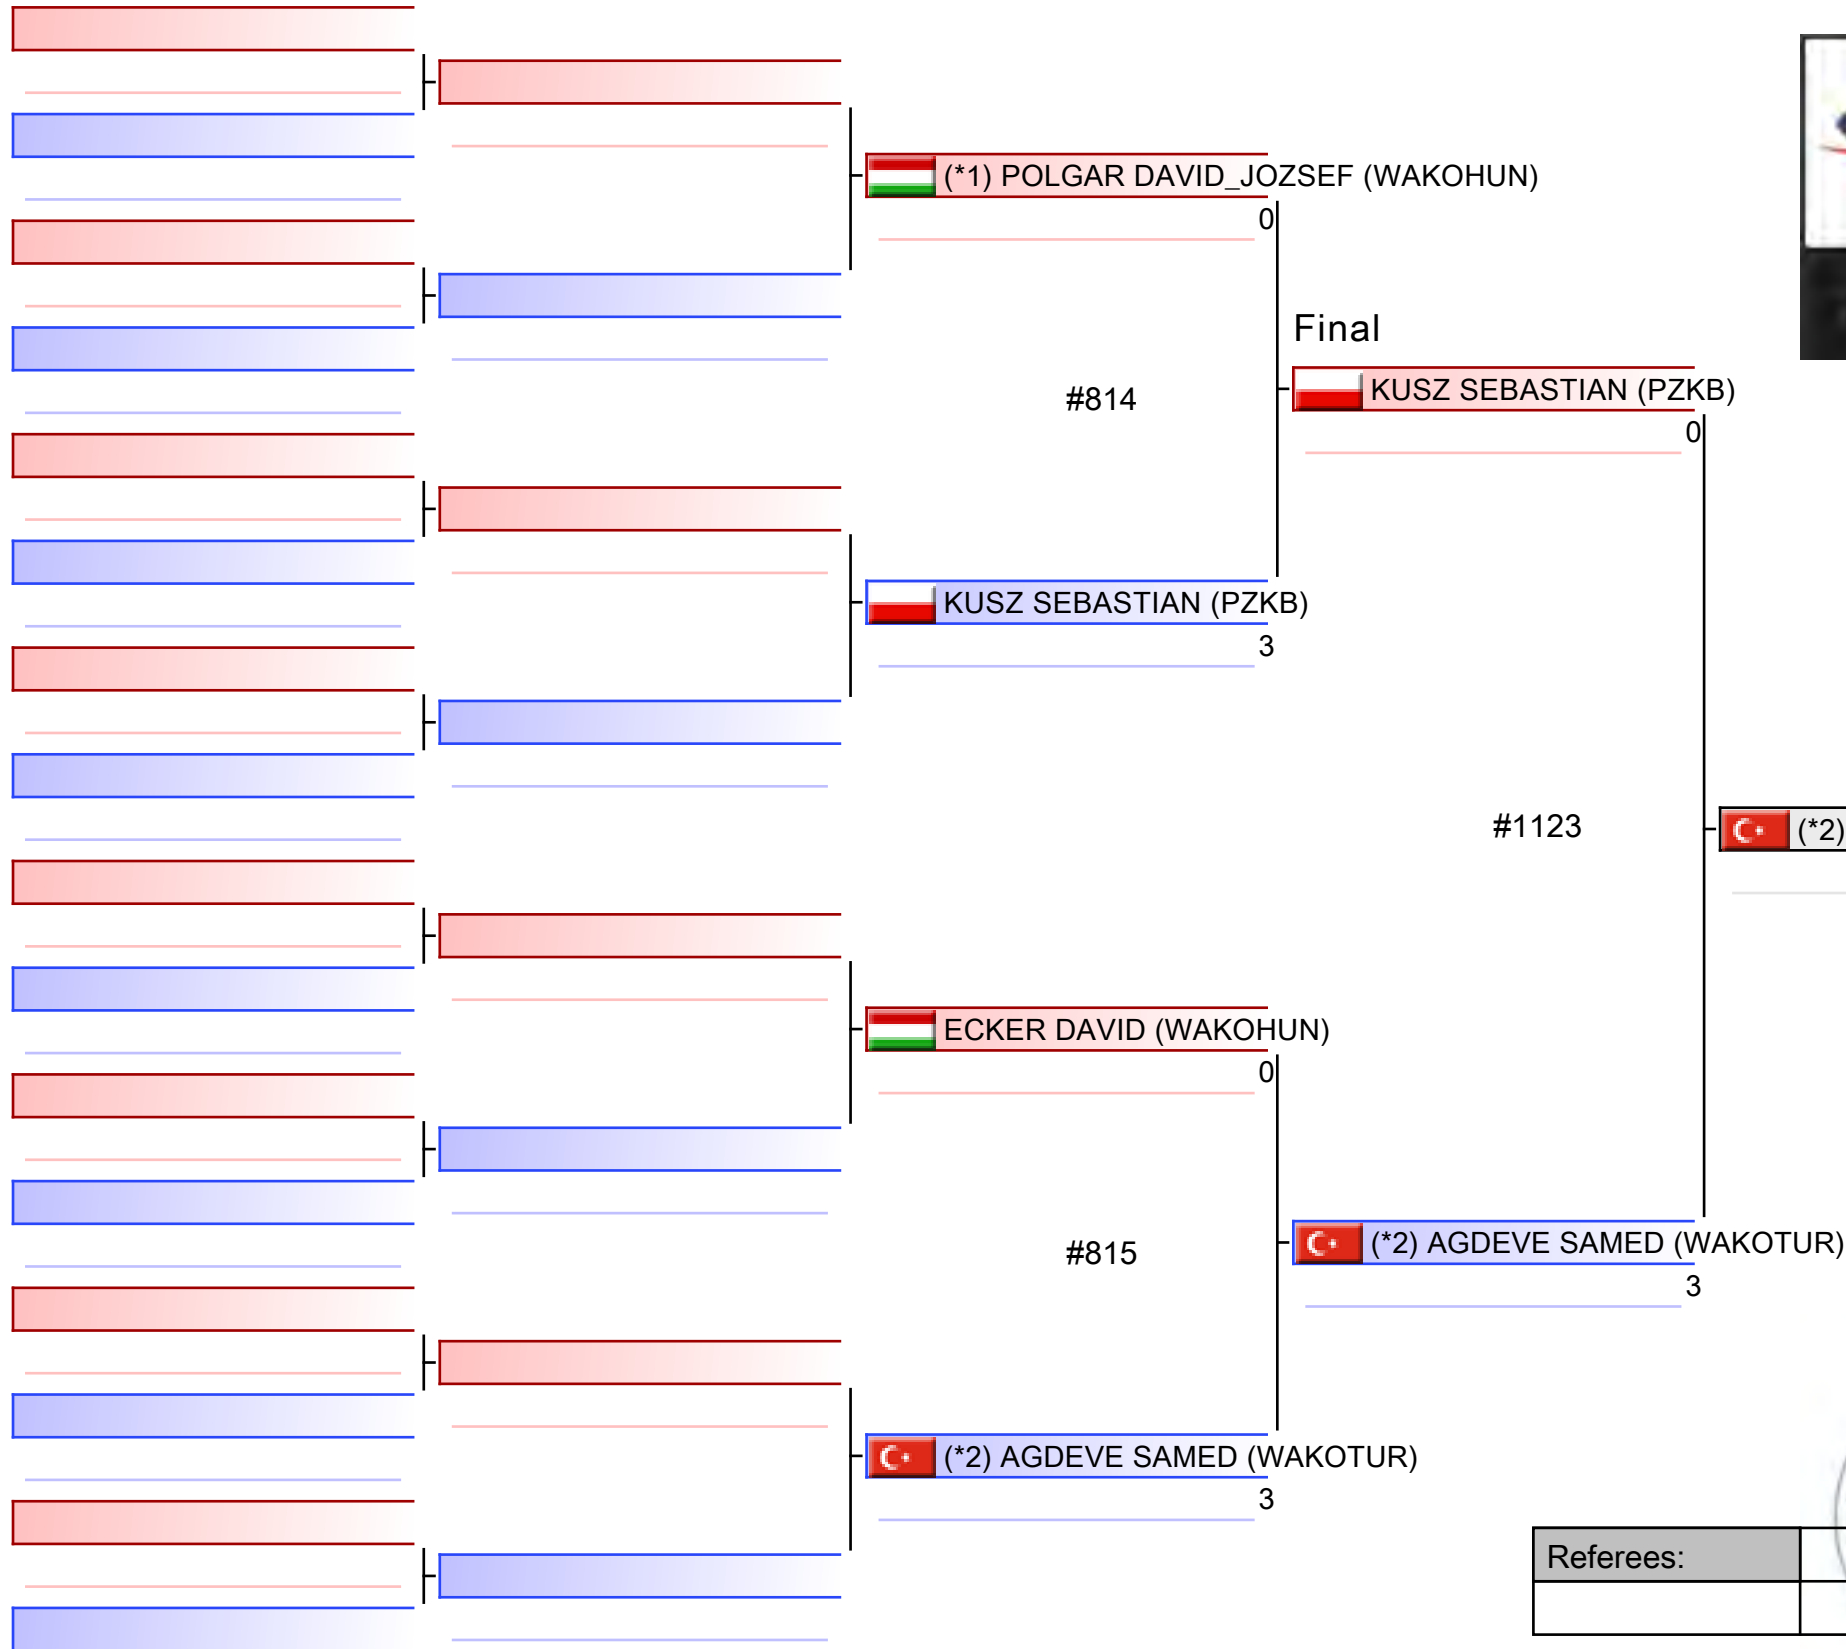 (*1) POLGAR DAVID_JOZSEF (WAKOHUN)
0
Final
#814
KUSZ SEBASTIAN (PZKB)
0
KUSZ SEBASTIAN (PZKB)
3
#1123
(*2)
ECKER DAVID (WAKOHUN)
0
#815
(*2) AGDEVE SAMED (WAKOTUR)
3
(*2) AGDEVE SAMED (WAKOTUR)
3
Referees: